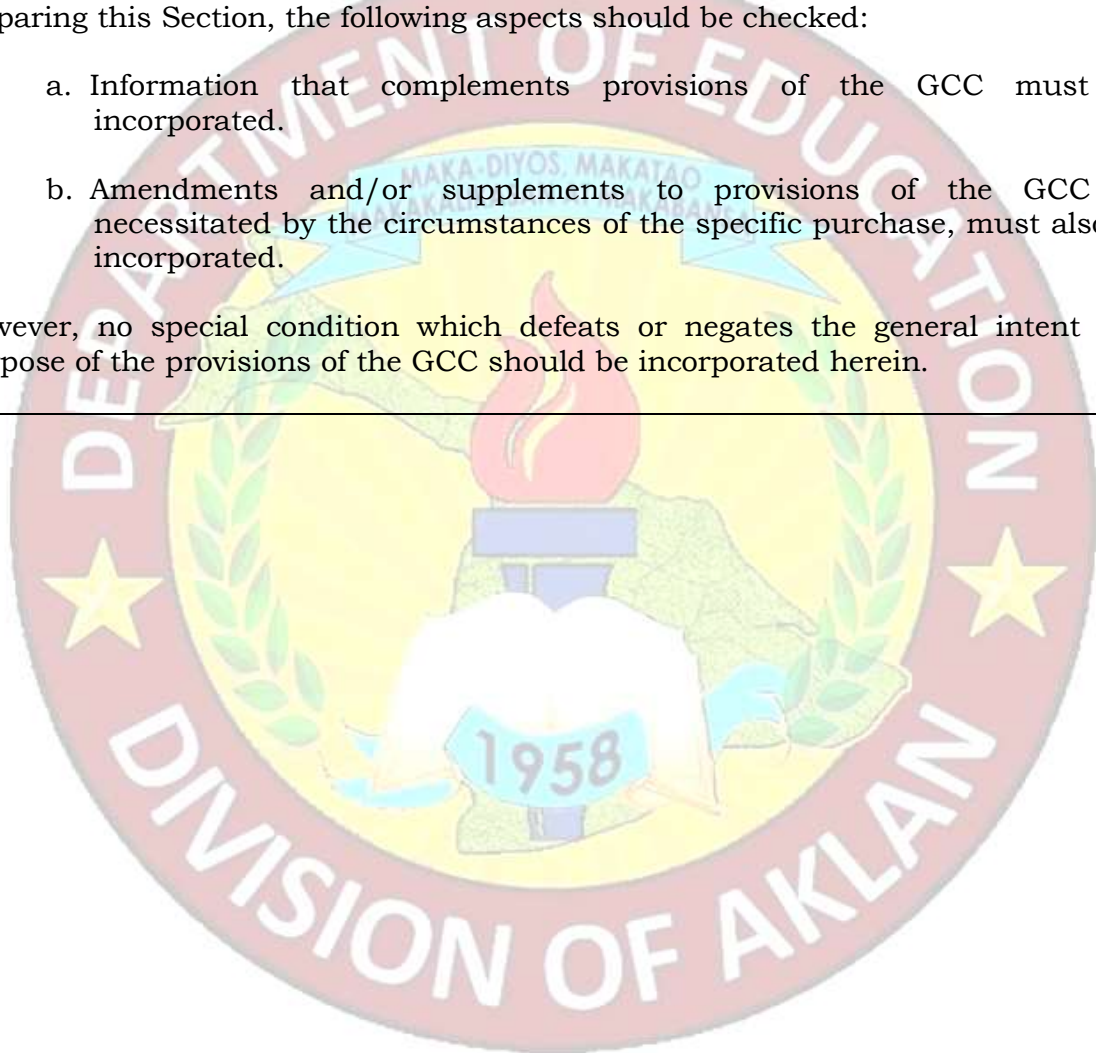 paring this Section, the following aspects should be checked:
a. Information that complements provisions of the GCC must
incorporated.
b. Amendments and/or supplements to provisions of the GCC
necessitated by the circumstances of the specific purchase, must also
incorporated.
wever, no special condition which defeats or negates the general intent
pose of the provisions of the GCC should be incorporated herein.
DEPARTMENT OF EDUCATION
MAKA-DIYOS, MAKATAO
1958
DIVISION OF AKLAN